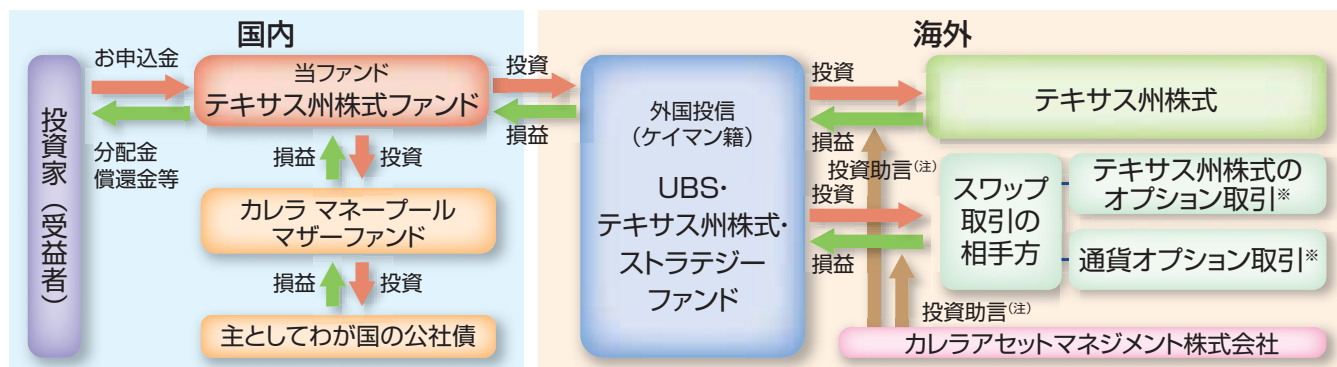 国内
海外
投資家（受益者）
お申込金
分配金
償還金等
当ファンド
テキサス州株式ファンド
損益
投資
カレラ マネープール
マザーファンド
損益
投資
主としてわが国の公社債
投資
損益
外国投信
（ケイマン籍）
UBS・
テキサス州株式・
ストラテジー
ファンド
投資
損益
テキサス州株式
投資助言(注)
投資
損益
スワップ
取引の
相手方
テキサス州株式の
オプション取引※
通貨オプション取引※
投資助言(注)
カレラアセットマネジメント株式会社